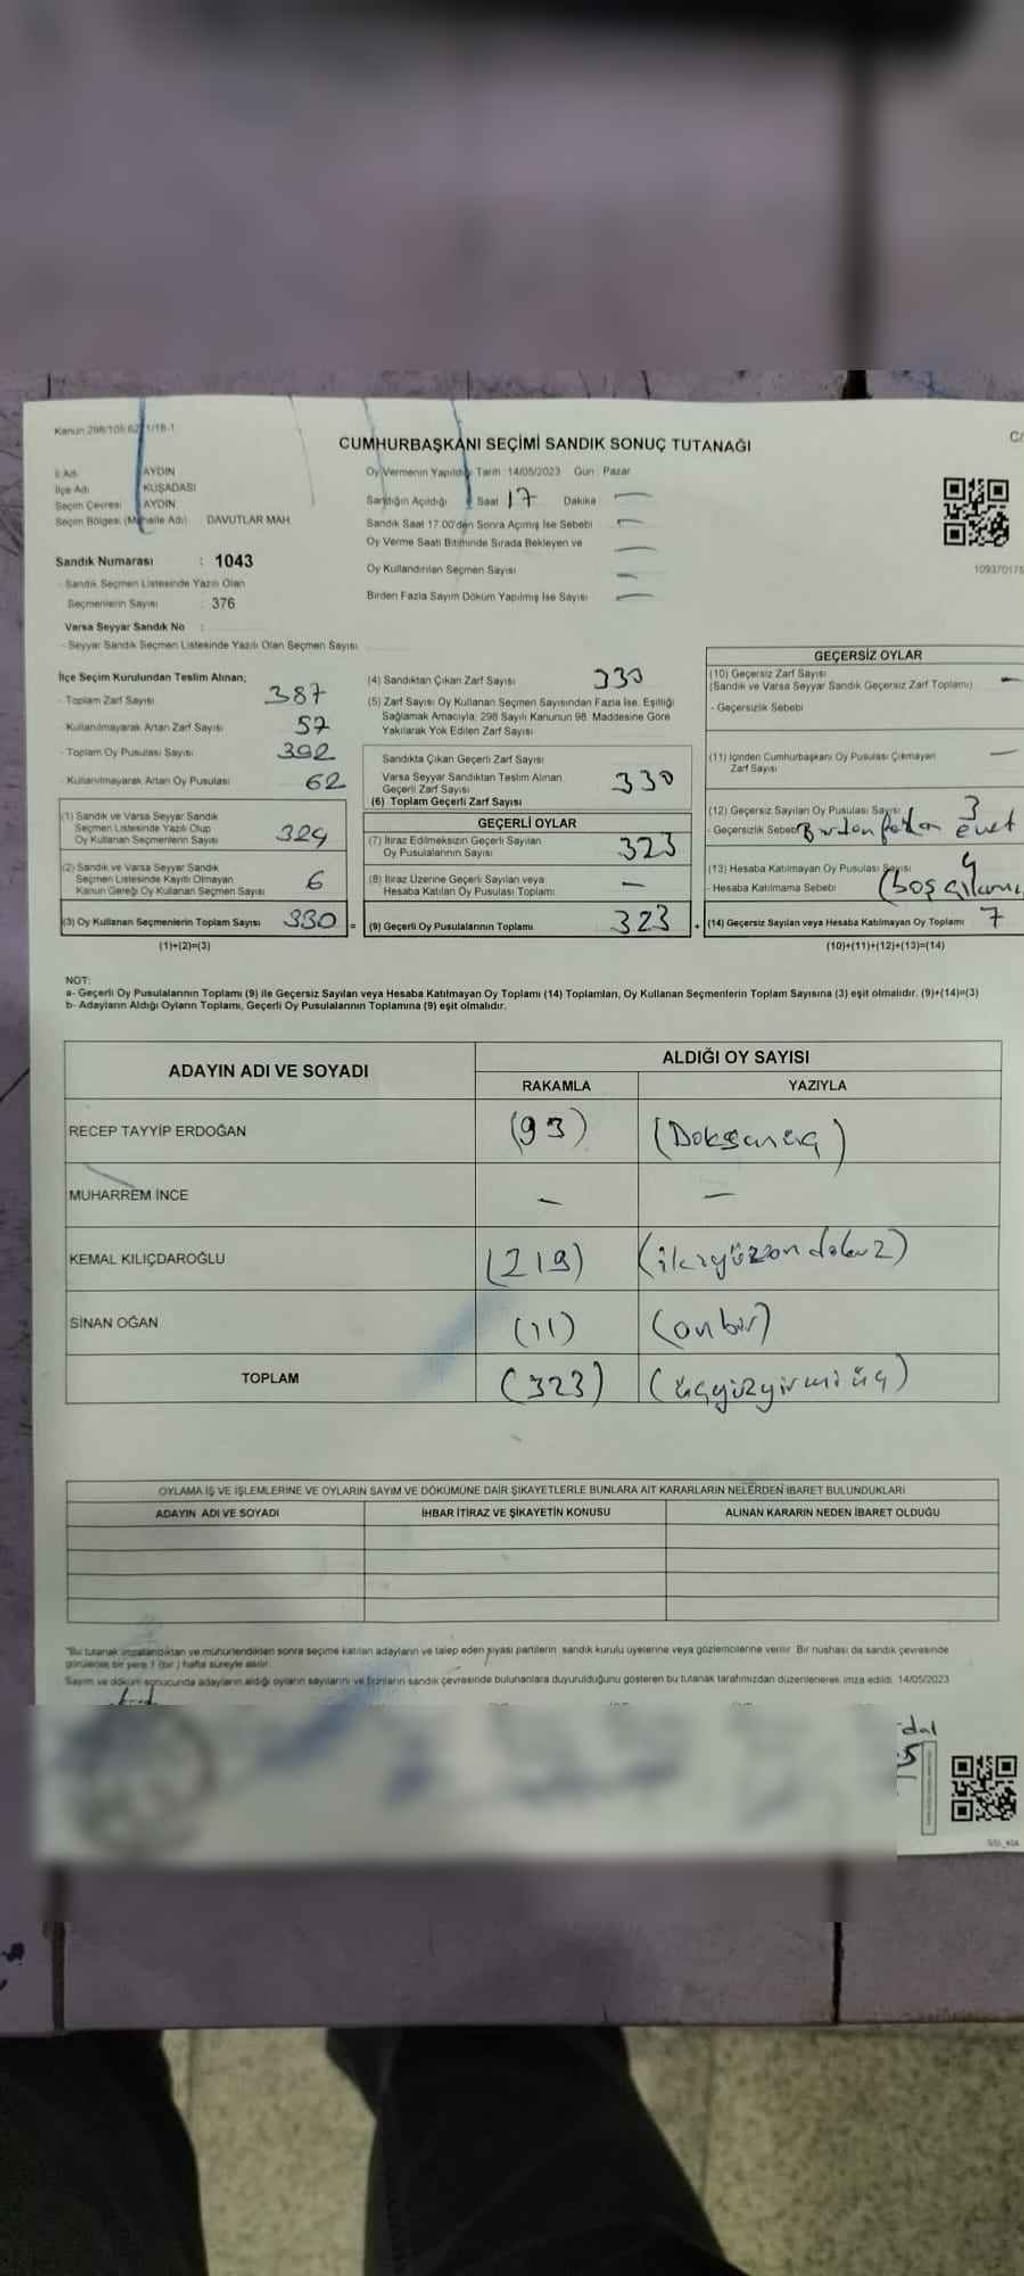 CUMHURBAŞKANI SEÇİMİ SANDIK SONUÇ TUTANAĞI
C/
İl Adı AYDIN
İlçe Adı KUŞADASI
Seçim Çevresi AYDIN
Seçim Bölgesi (Mahalle Adı) DAVUTLAR MAH.
Oy Vermenin Yapıldığı Tarih 14/05/2023 Gün Pazar
Sandığın Açıldığı Saat 17 Dakika —
Sandık Saat 17.00'den Sonra Açılmış İse Sebebi —
Oy Verme Saati Bitiminde Sırada Bekleyen ve —
Oy Kullandırılan Seçmen Sayısı —
Birden Fazla Sayım Döküm Yapılmış İse Sayısı —
Sandık Numarası : 1043
- Sandık Seçmen Listesinde Yazılı Olan
Seçmenlerin Sayısı : 376
Varsa Seyyar Sandık No :
- Seyyar Sandık Seçmen Listesinde Yazılı Olan Seçmen Sayısı
İlçe Seçim Kurulundan Teslim Alınan;
- Toplam Zarf Sayısı 387
- Kullanılmayarak Artan Zarf Sayısı 57
- Toplam Oy Pusulası Sayısı 392
- Kullanılmayarak Artan Oy Pusulası 62
(1) Sandık ve Varsa Seyyar Sandık
Seçmen Listesinde Yazılı Olup
Oy Kullanan Seçmenlerin Sayısı 324
(2) Sandık ve Varsa Seyyar Sandık
Seçmen Listesinde Kayıtlı Olmayan
Kanun Gereği Oy Kullanan Seçmen Sayısı 6
(3) Oy Kullanan Seçmenlerin Toplam Sayısı 330 =
(1)+(2)=(3)
(4) Sandıktan Çıkan Zarf Sayısı 330
(5) Zarf Sayısı Oy Kullanan Seçmen Sayısından Fazla İse, Eşitliği
Sağlamak Amacıyla; 298 Sayılı Kanunun 98. Maddesine Göre
Yakılarak Yok Edilen Zarf Sayısı
Sandıkta Çıkan Geçerli Zarf Sayısı
Varsa Seyyar Sandıktan Teslim Alınan
Geçerli Zarf Sayısı
(6) Toplam Geçerli Zarf Sayısı 330
GEÇERLİ OYLAR
(7) İtiraz Edilmeksizin Geçerli Sayılan
Oy Pusulalarının Sayısı 323
(8) İtiraz Üzerine Geçerli Sayılan veya
Hesaba Katılan Oy Pusulası Toplamı —
(9) Geçerli Oy Pusulalarının Toplamı 323 +
GEÇERSİZ OYLAR
(10) Geçersiz Zarf Sayısı —
(Sandık ve Varsa Seyyar Sandık Geçersiz Zarf Toplamı)
- Geçersizlik Sebebi
(11) İçinden Cumhurbaşkanı Oy Pusulası Çıkmayan
Zarf Sayısı —
(12) Geçersiz Sayılan Oy Pusulası Sayısı 3
- Geçersizlik Sebebi Birden fazla evet
(13) Hesaba Katılmayan Oy Pusulası Sayısı 4
- Hesaba Katılmama Sebebi (Boş
(14) Geçersiz Sayılan veya Hesaba Katılmayan Oy Toplamı 7
(10)+(11)+(12)+(13)=(14)
NOT:
a- Geçerli Oy Pusulalarının Toplamı (9) ile Geçersiz Sayılan veya Hesaba Katılmayan Oy Toplamı (14) Toplamları, Oy Kullanan Seçmenlerin Toplam Sayısına (3) eşit olmalıdır. (9)+(14)=(3)
b- Adayların Aldığı Oyların Toplamı, Geçerli Oy Pusulalarının Toplamına (9) eşit olmalıdır.
ADAYIN ADI VE SOYADI ALDIĞI OY SAYISI
RAKAMLA YAZIYLA
RECEP TAYYİP ERDOĞAN (93) (Doksanüç)
MUHARREM İNCE — —
KEMAL KILIÇDAROĞLU (219) (ikiyüzondokuz)
SİNAN OĞAN (11) (onbir)
TOPLAM (323) (üçyüzyirmiüç)
OYLAMA İŞ VE İŞLEMLERİNE VE OYLARIN SAYIM VE DÖKÜMÜNE DAİR ŞİKAYETLERLE BUNLARA AİT KARARLARIN NELERDEN İBARET BULUNDUKLARI
ADAYIN ADI VE SOYADI İHBAR İTİRAZ VE ŞİKAYETİN KONUSU ALINAN KARARIN NEDEN İBARET OLDUĞU
"Bu tutanak imzalandıktan ve mühürlendikten sonra seçime katılan adayların ve talep eden siyasi partilerin sandık kurulu üyelerine veya gözlemcilerine verilir. Bir nushası da sandık çevresinde
görülecek bir yere 1 (bir) hafta süreyle asılır.
Sayım ve döküm sonucunda adayların aldığı oyların sayılarını ve bunların sandık çevresinde bulunanlara duyurulduğunu gösteren bu tutanak tarafımızdan düzenlenerek imza edildi. 14/05/2023